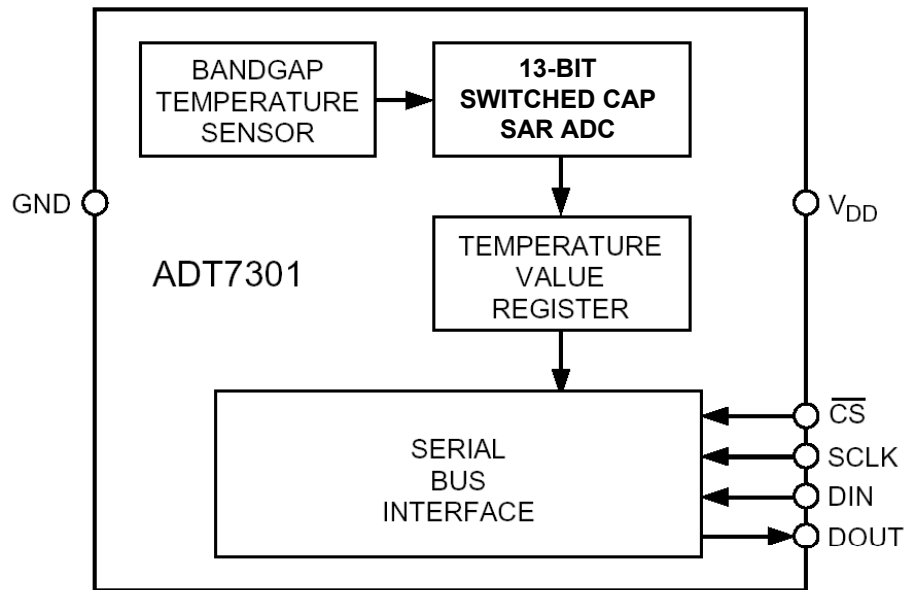 BANDGAP
TEMPERATURE
SENSOR
13-BIT
SWITCHED CAP
SAR ADC
GND
VDD
ADT7301
TEMPERATURE
VALUE
REGISTER
SERIAL
BUS
INTERFACE
CS
SCLK
DIN
DOUT